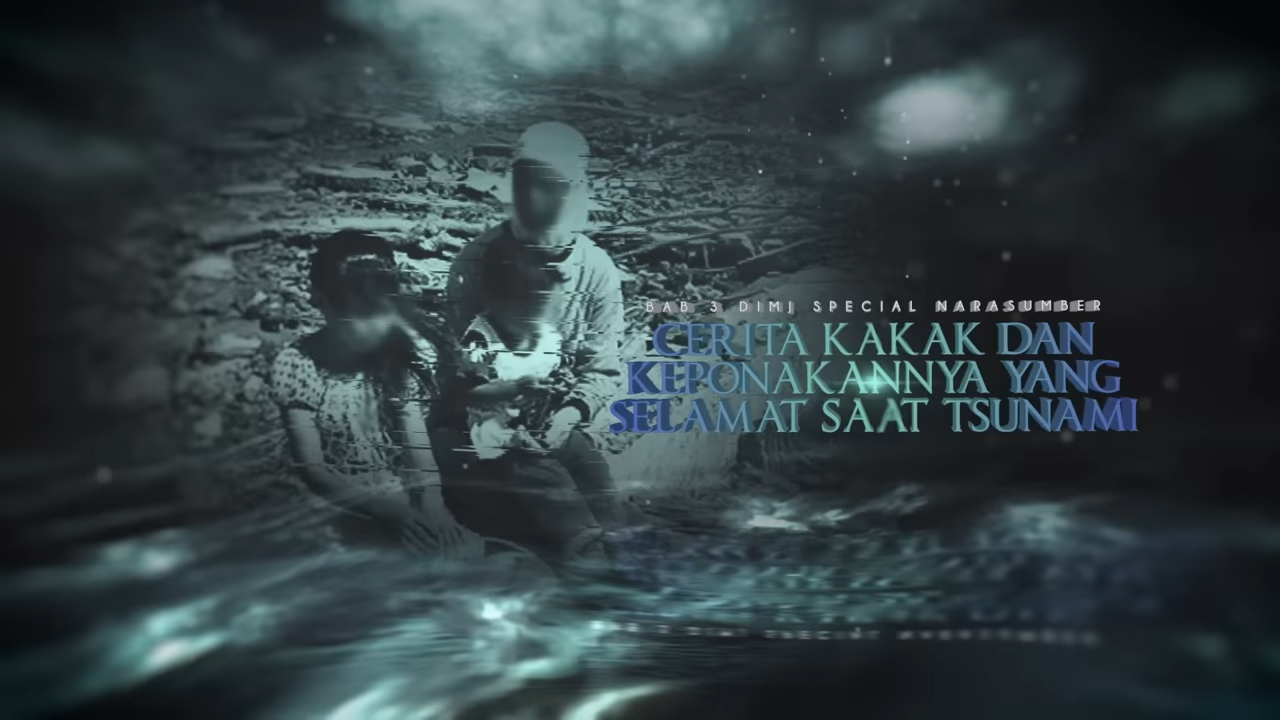 BAB 3 DIMJ SPECIAL NARASUMBER
CERITA KAKAK DAN
KEPONAKANNYA YANG
SELAMAT SAAT TSUNAMI